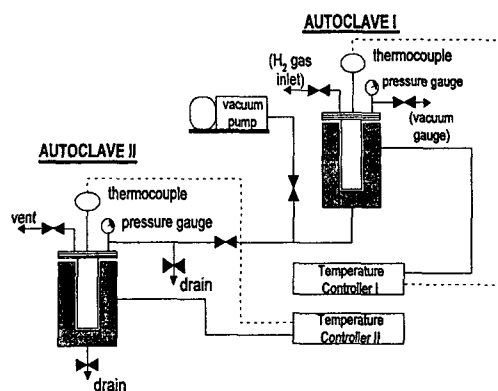 AUTOCLAVE I
thermocouple
(H2 gas
inlet)
pressure gauge
(vacuum
gauge)
vacuum
pump
AUTOCLAVE II
thermocouple
vent
pressure gauge
drain
drain
Temperature
Controller I
Temperature
Controller II